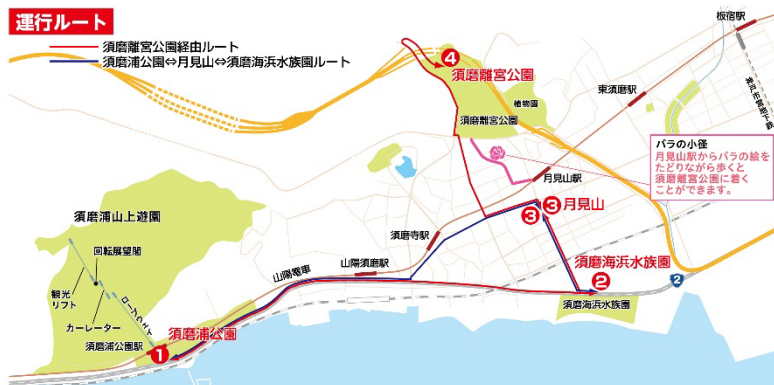 運行ルート
須磨離宮公園経由ルート
須磨浦公園⇔月見山⇔須磨海浜水族園ルート
板宿駅
神戸市営地下鉄
4
須磨離宮公園
東須磨駅
植物園
須磨離宮公園
バラの小径
月見山駅からバラの絵を
たどりながら歩くと
須磨離宮公園に着く
ことができます。
月見山駅
3
3
月見山
須磨寺駅
須磨浦山上遊園
山陽須磨駅
山陽電車
須磨海浜水族園
2
2
須磨海浜水族園
回転展望閣
観光
リフト
カーレーター
ロープウェイ
須磨浦公園駅
須磨浦公園
1